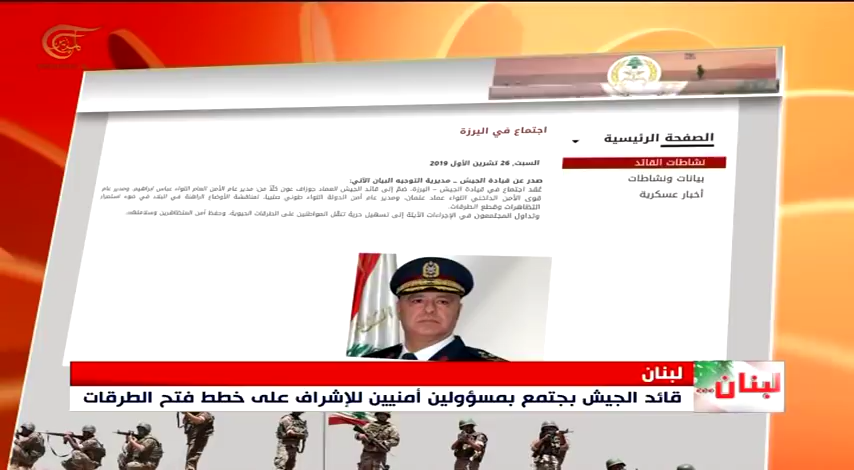 الميادين
اجتماع في اليرزة
السبت, 26 تشرين الأول 2019
صدر عن قيادة الجيش – مديرية التوجيه البيان الآتي:
عُقد اجتماع في قيادة الجيش – اليرزة، ضمّ إلى قائد الجيش العماد جوزاف عون كلًّا من: مدير عام الأمن العام اللواء عباس ابراهيم، ومدير عام
قوى الأمن الداخلي اللواء عماد عثمان، ومدير عام أمن الدولة اللواء طوني صليبا، لمناقشة الأوضاع الراهنة في البلاد في ضوء استمرار
التظاهرات وقطع الطرقات.
وتداول المجتمعون في الإجراءات الآيلة إلى تسهيل حرية تنقّل المواطنين على الطرقات الحيوية، وحفظ أمن المتظاهرين وسلامتهم.
الصفحة الرئيسية
نشاطات القائد
بيانات ونشاطات
أخبار عسكرية
لبنان
قائد الجيش يجتمع بمسؤولين أمنيين للإشراف على خطط فتح الطرقات
لبنان...